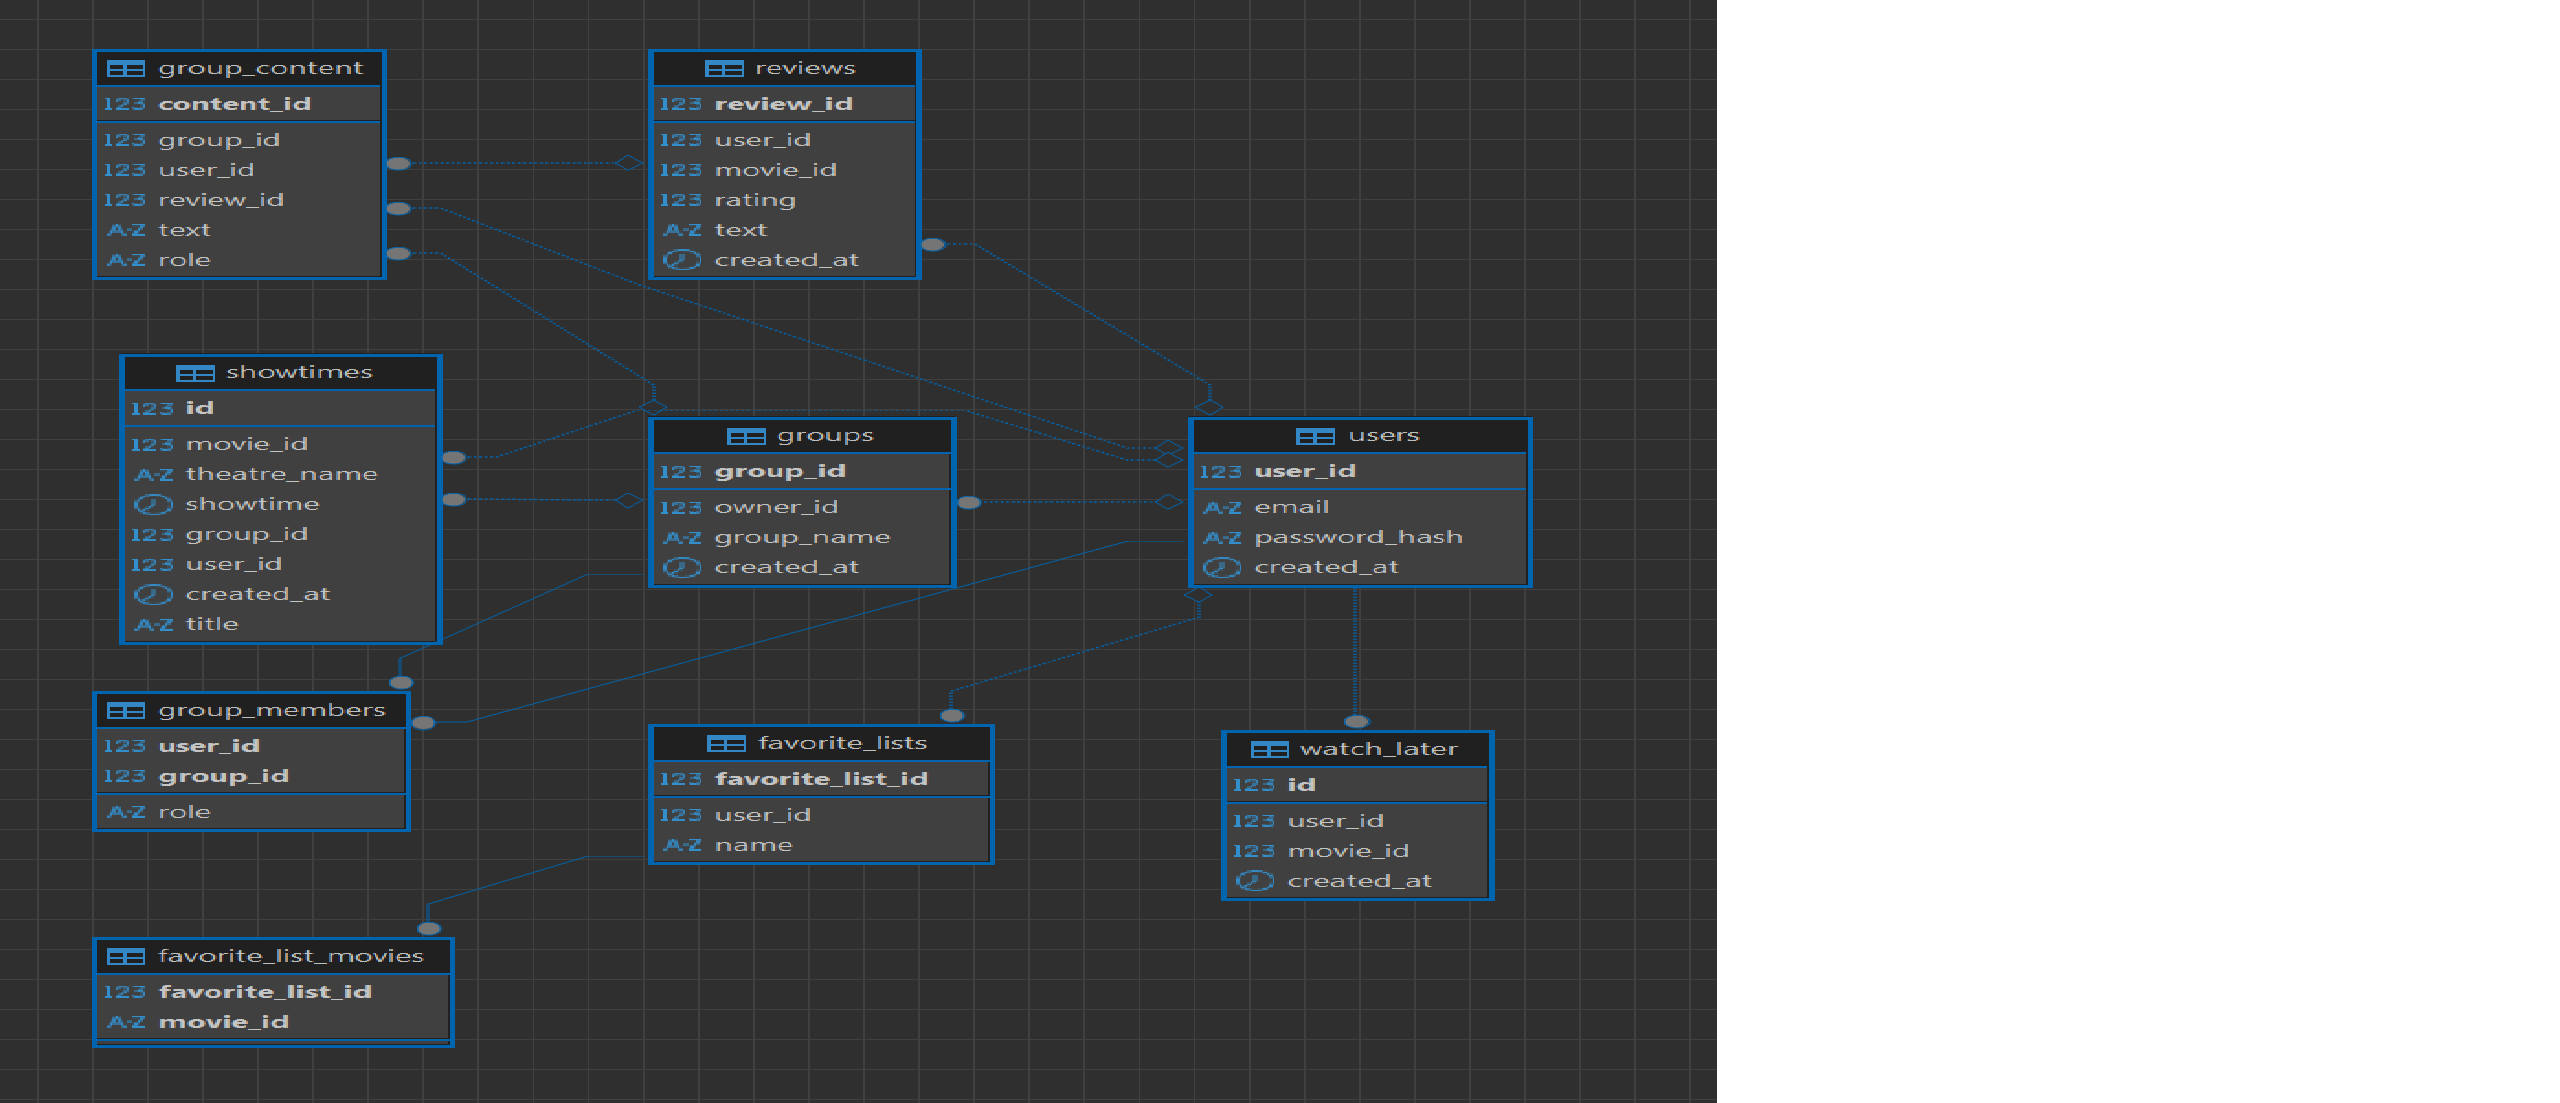 group_content
123 content_id
123 group_id
123 user_id
123 review_id
A-Z text
A-Z role
reviews
123 review_id
123 user_id
123 movie_id
123 rating
A-Z text
created_at
showtimes
123 id
123 movie_id
A-Z theatre_name
showtime
123 group_id
123 user_id
created_at
A-Z title
groups
123 group_id
123 owner_id
A-Z group_name
created_at
users
123 user_id
A-Z email
A-Z password_hash
created_at
group_members
123 user_id
123 group_id
A-Z role
favorite_lists
123 favorite_list_id
123 user_id
A-Z name
watch_later
123 id
123 user_id
123 movie_id
created_at
favorite_list_movies
123 favorite_list_id
A-Z movie_id